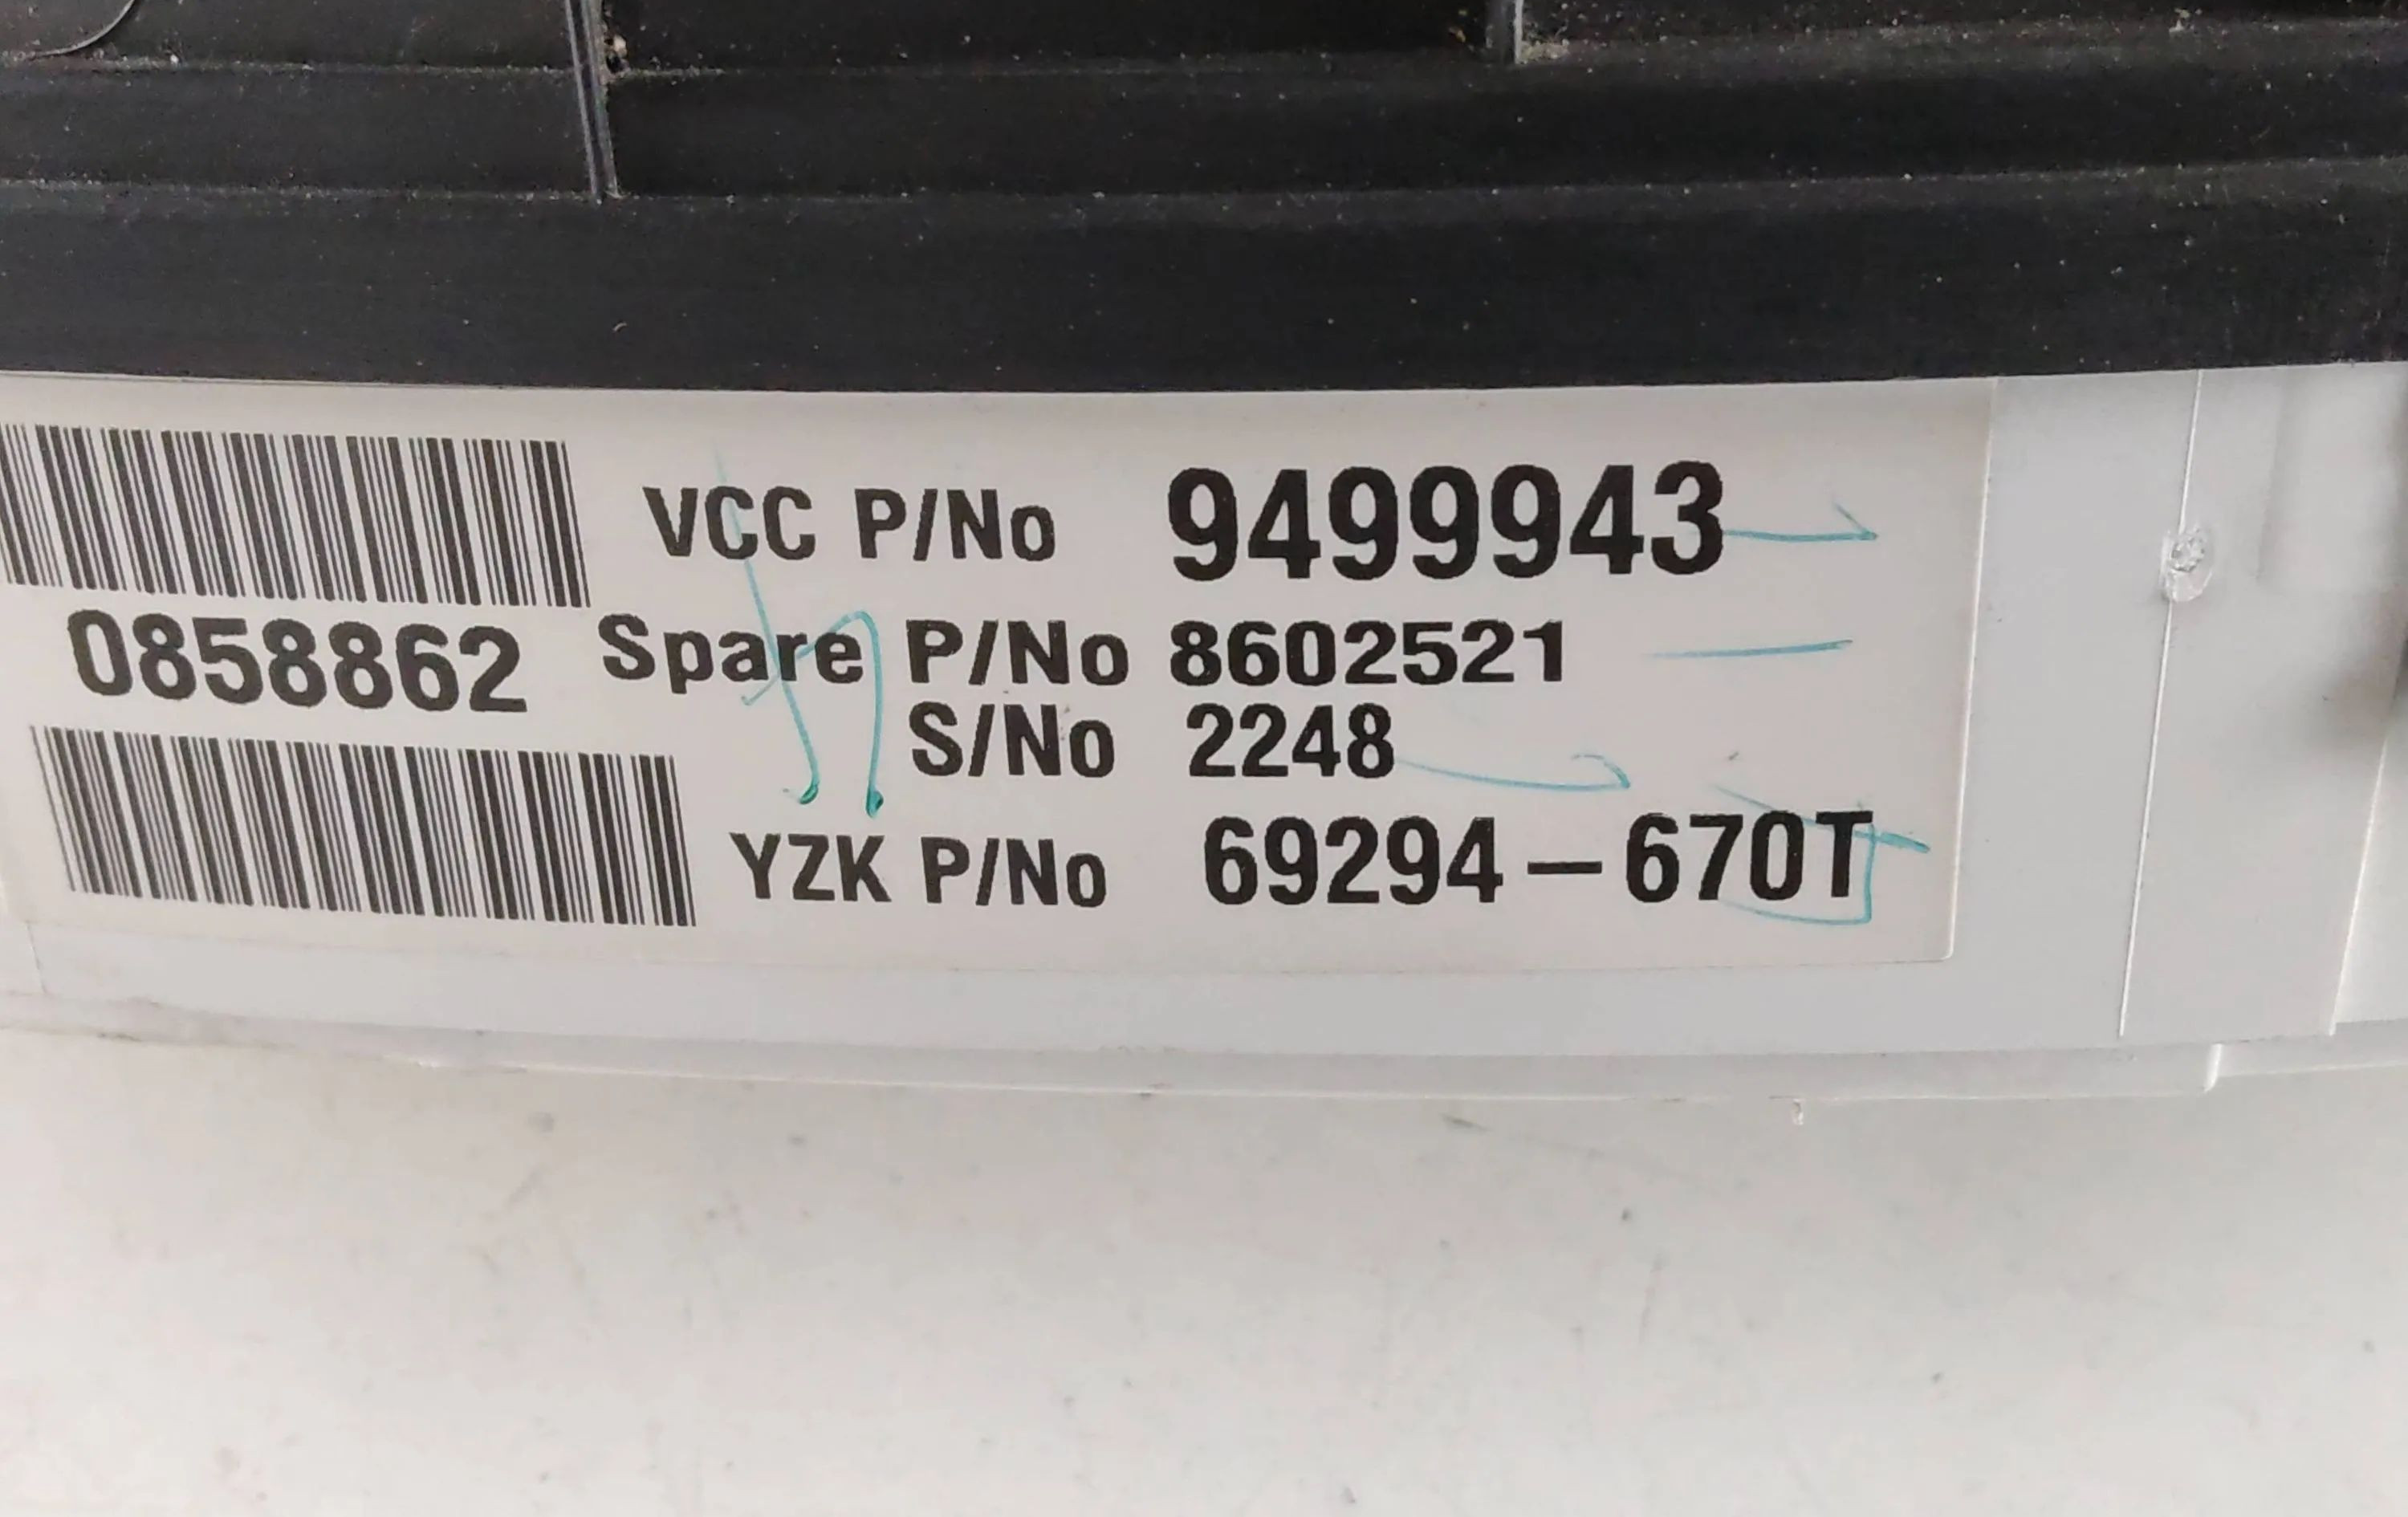 VCC P/No 9499943
0858862 Spare P/No 8602521
S/No 2248
YZK P/No 69294-670T